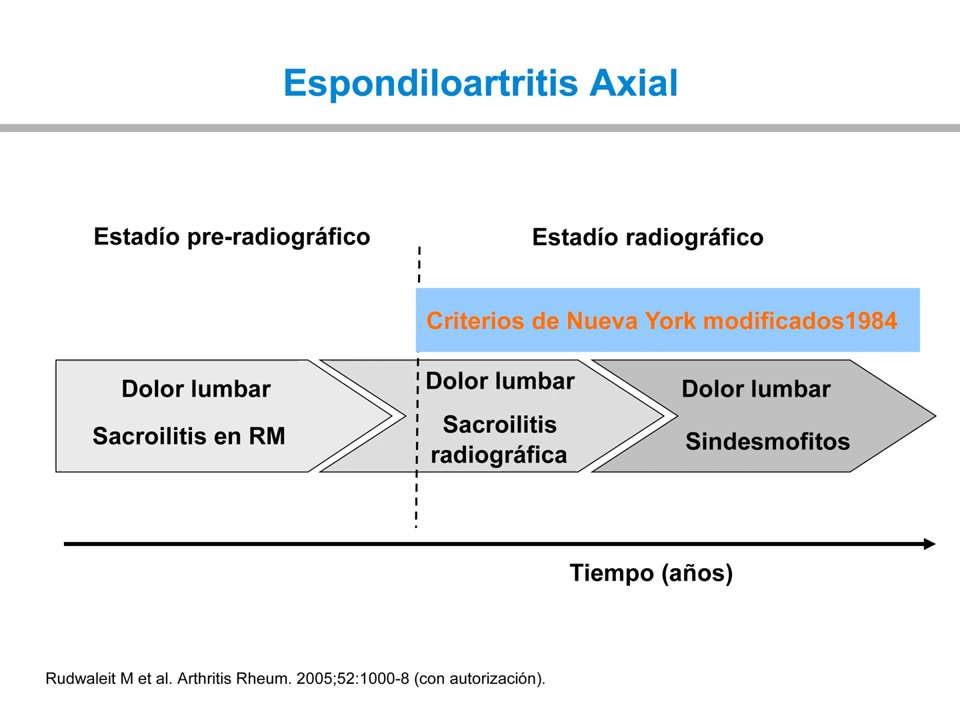 Espondiloartritis Axial
Estadío pre-radiográfico
Estadío radiográfico
Criterios de Nueva York modificados1984
Dolor lumbar
Sacroilitis en RM
Dolor lumbar
Sacroilitis
radiográfica
Dolor lumbar
Sindesmofitos
Tiempo (años)
Rudwaleit M et al. Arthritis Rheum. 2005;52:1000-8 (con autorización).